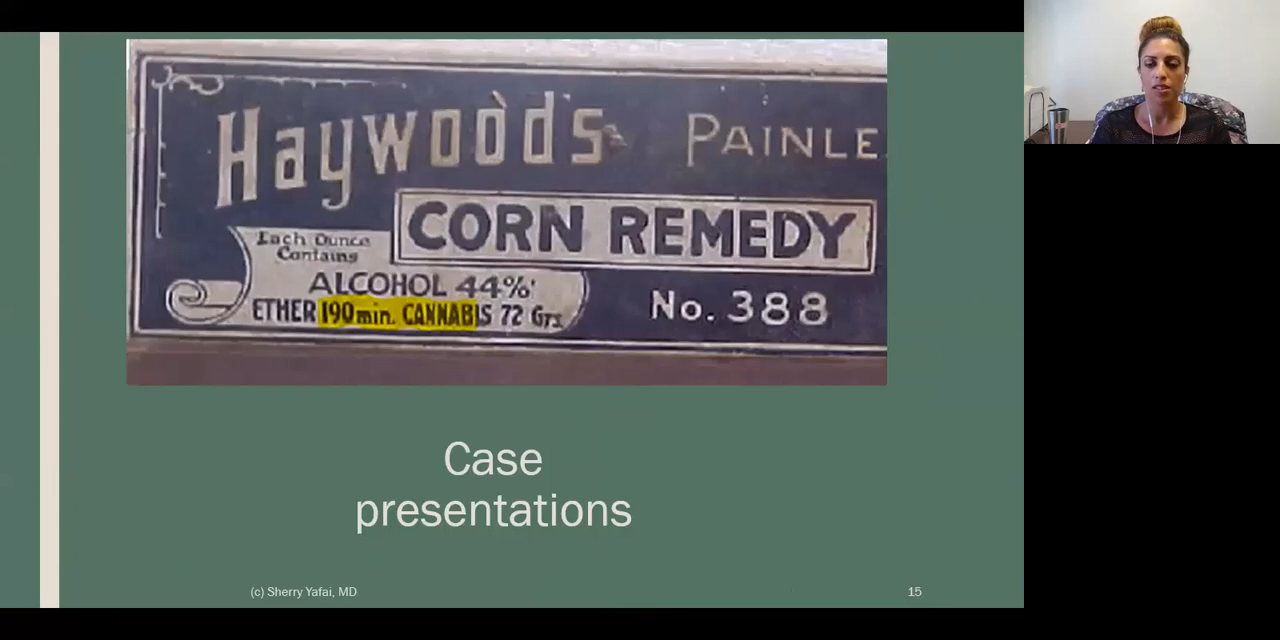 Haywood's PAINLE
CORN REMEDY
Each Ounce
Contains
ALCOHOL 44%
ETHER 190 min. CANNABIS 72 Grs
No. 388
Case
presentations
(c) Sherry Yafai, MD
15